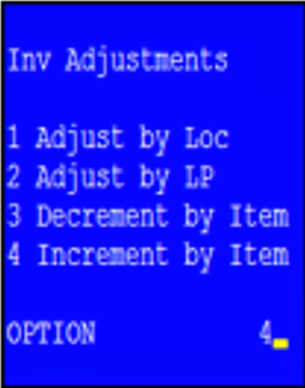 Inv Adjustments
1 Adjust by Loc
2 Adjust by LP
3 Decrement by Item
4 Increment by Item
OPTION 4